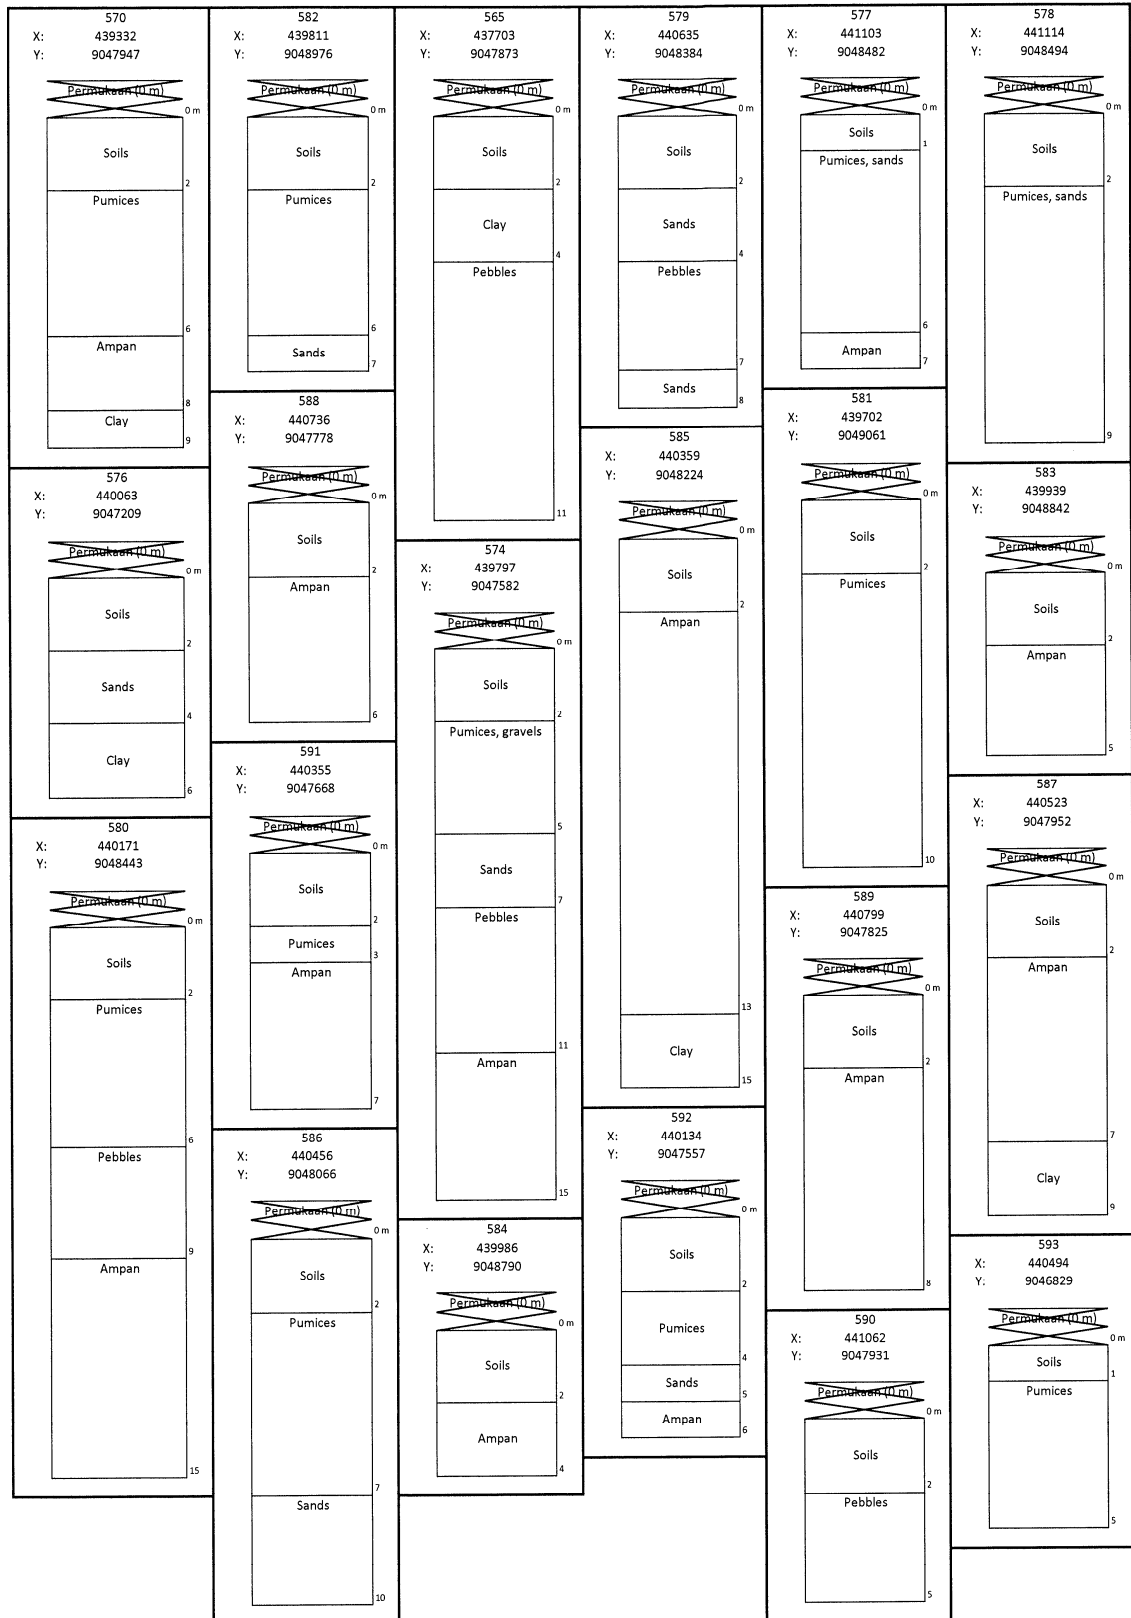 570
X: 439332
Y: 9047947
Permukaan (0 m)
0 m
Soils
2
Pumices
6
Ampan
8
Clay
9
576
X: 440063
Y: 9047209
Permukaan (0 m)
0 m
Soils
2
Sands
4
Clay
6
580
X: 440171
Y: 9048443
Permukaan (0 m)
0 m
Soils
2
Pumices
6
Pebbles
9
Ampan
15
582
X: 439811
Y: 9048976
Permukaan (0 m)
0 m
Soils
2
Pumices
6
Sands
7
588
X: 440736
Y: 9047778
Permukaan (0 m)
0 m
Soils
2
Ampan
6
591
X: 440355
Y: 9047668
Permukaan (0 m)
0 m
Soils
2
Pumices
3
Ampan
7
586
X: 440456
Y: 9048066
Permukaan (0 m)
0 m
Soils
2
Pumices
7
Sands
10
565
X: 437703
Y: 9047873
Permukaan (0 m)
0 m
Soils
2
Clay
4
Pebbles
11
574
X: 439797
Y: 9047582
Permukaan (0 m)
0 m
Soils
2
Pumices, gravels
5
Sands
7
Pebbles
11
Ampan
15
584
X: 439986
Y: 9048790
Permukaan (0 m)
0 m
Soils
2
Ampan
4
579
X: 440635
Y: 9048384
Permukaan (0 m)
0 m
Soils
2
Sands
4
Pebbles
7
Sands
8
585
X: 440359
Y: 9048224
Permukaan (0 m)
0 m
Soils
2
Ampan
13
Clay
15
592
X: 440134
Y: 9047557
Permukaan (0 m)
0 m
Soils
2
Pumices
4
Sands
5
Ampan
6
577
X: 441103
Y: 9048482
Permukaan (0 m)
0 m
Soils
1
Pumices, sands
6
Ampan
7
581
X: 439702
Y: 9049061
Permukaan (0 m)
0 m
Soils
2
Pumices
10
589
X: 440799
Y: 9047825
Permukaan (0 m)
0 m
Soils
2
Ampan
8
590
X: 441062
Y: 9047931
Permukaan (0 m)
0 m
Soils
2
Pebbles
5
578
X: 441114
Y: 9048494
Permukaan (0 m)
0 m
Soils
2
Pumices, sands
9
583
X: 439939
Y: 9048842
Permukaan (0 m)
0 m
Soils
2
Ampan
5
587
X: 440523
Y: 9047952
Permukaan (0 m)
0 m
Soils
2
Ampan
7
Clay
9
593
X: 440494
Y: 9046829
Permukaan (0 m)
0 m
Soils
1
Pumices
5